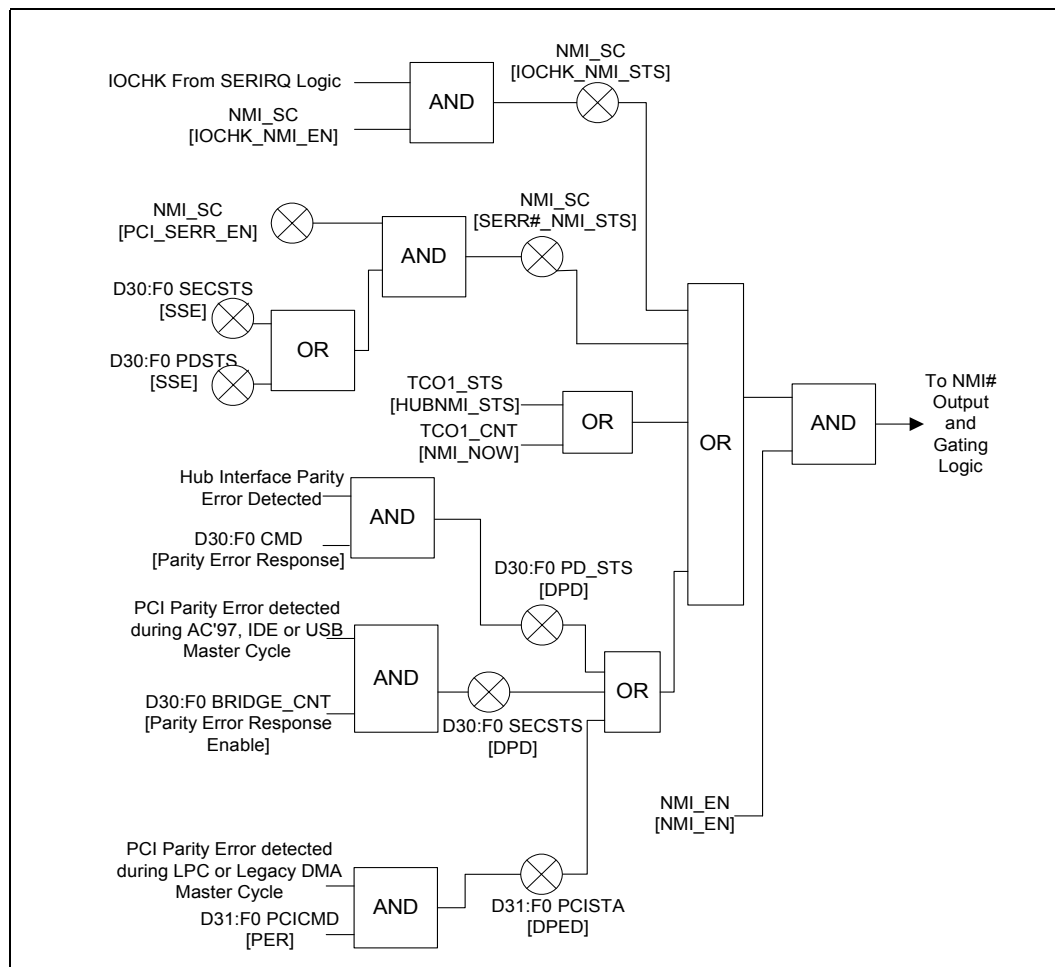 NMI_SC
[IOCHK_NMI_STS]
IOCHK From SERIRQ Logic
AND
NMI_SC
[IOCHK_NMI_EN]
NMI_SC
[SERR#_NMI_STS]
NMI_SC
[PCI_SERR_EN]
AND
D30:F0 SECSTS
[SSE]
OR
D30:F0 PDSTS
[SSE]
TCO1_STS
[HUBNMI_STS]
OR
TCO1_CNT
[NMI_NOW]
OR
AND
To NMI#
Output
and
Gating
Logic
Hub Interface Parity
Error Detected
AND
D30:F0 CMD
[Parity Error Response]
D30:F0 PD_STS
[DPD]
PCI Parity Error detected
during AC'97, IDE or USB
Master Cycle
AND
OR
D30:F0 BRIDGE_CNT
[Parity Error Response
Enable]
D30:F0 SECSTS
[DPD]
NMI_EN
[NMI_EN]
PCI Parity Error detected
during LPC or Legacy DMA
Master Cycle
AND
D31:F0 PCICMD
[PER]
D31:F0 PCISTA
[DPED]